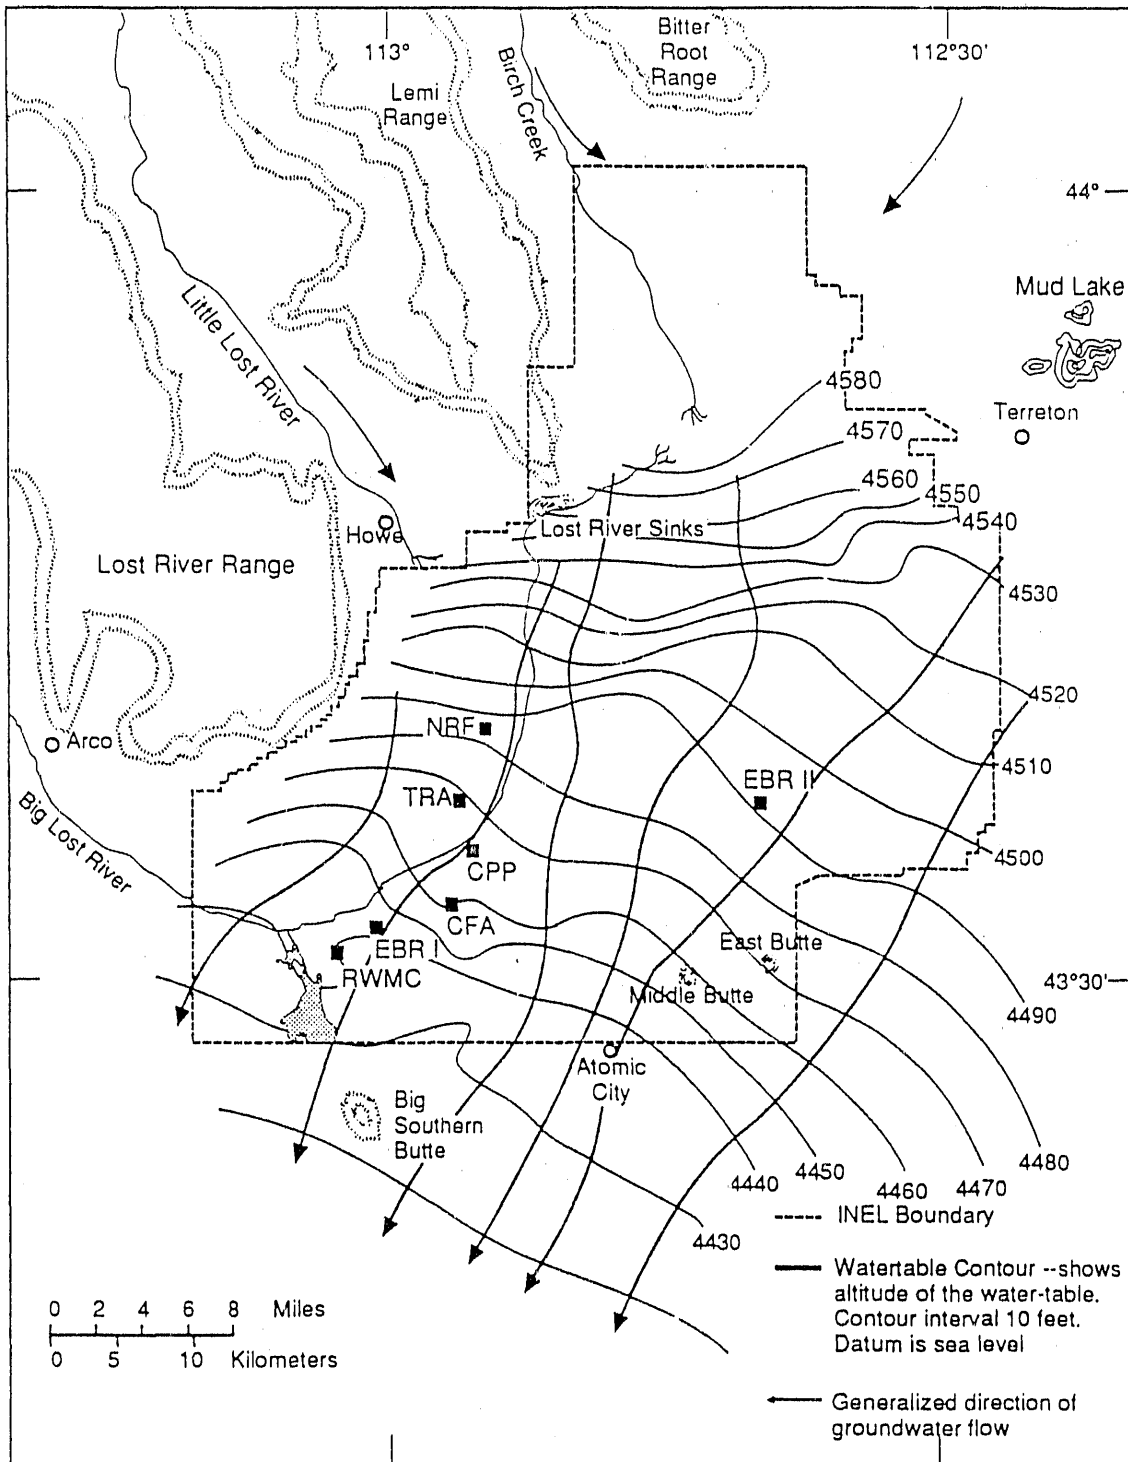 113°
Bitter
Root
Range
112°30'
Lemi
Range
Birch Creek
44°
Mud Lake
Little Lost River
4580
Terreton
4570
4560
4550
4540
Howe
Lost River Sinks
Lost River Range
4530
4520
NRF
Arco
4510
EBR II
TRA
Big Lost River
4500
CPP
CFA
East Butte
EBR I
RWMC
Middle Butte
43°30'
4490
Atomic
City
Big
Southern
Butte
4480
4450
4440
4460
4470
INEL Boundary
4430
Watertable Contour --shows
altitude of the water-table.
Contour interval 10 feet.
Datum is sea level
0 2 4 6 8 Miles
0 5 10 Kilometers
Generalized direction of
groundwater flow